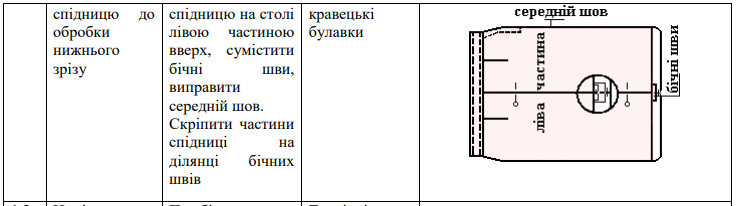 спідницю до
обробки
нижнього
зрізу
спідницю на столі
лівою частиною
вверх, сумістити
бічні шви,
виправити
середній шов.
Скріпити частини
спідниці на
ділянці бічних
швів
кравецькі
булавки
середній шов
ліва частина
бічні шви